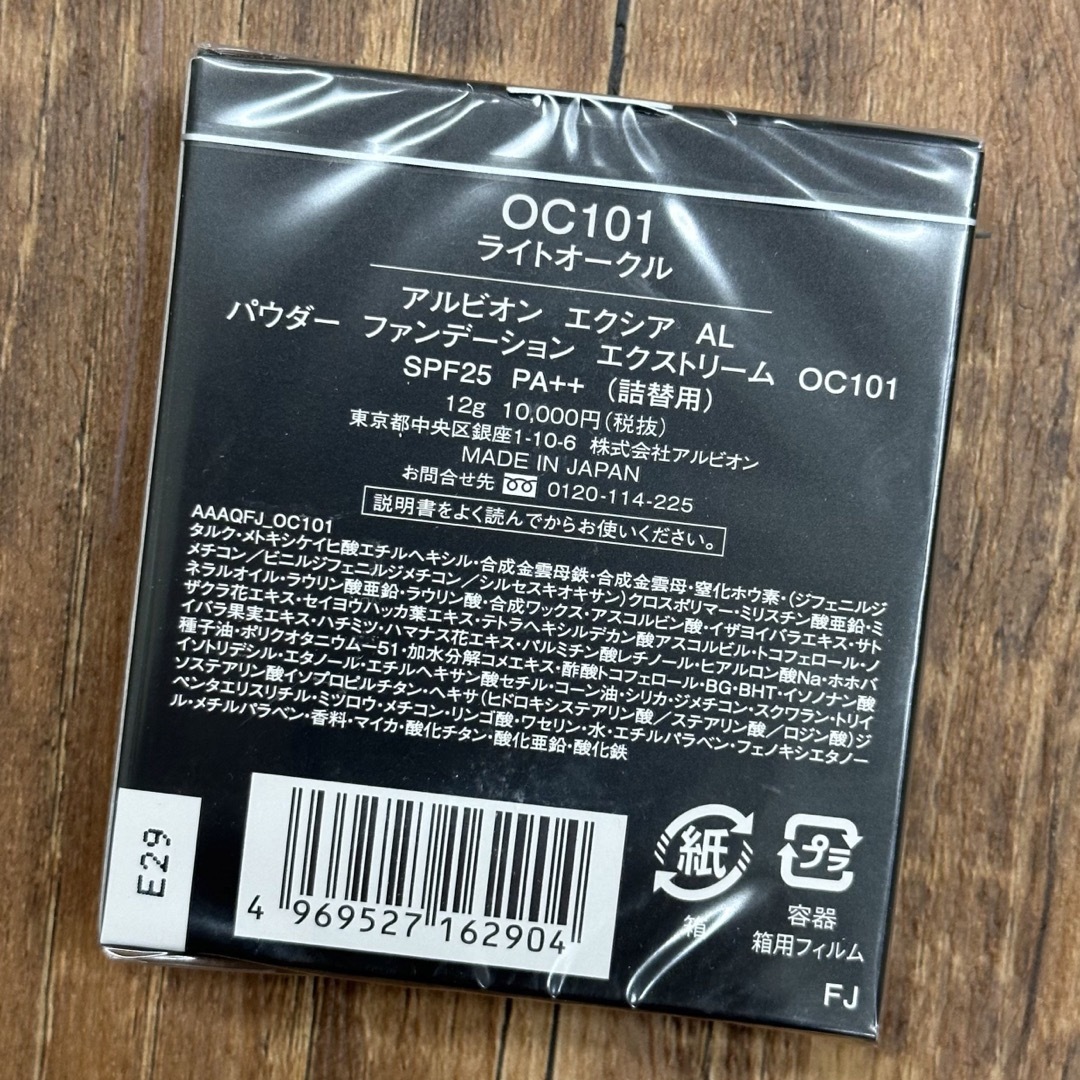 OC101
ライトオークル
アルビオン エクシア AL
パウダー ファンデーション エクストリーム OC101
SPF25 PA++ (詰替用)
12g 10,000円(税抜)
東京都中央区銀座1-10-6 株式会社アルビオン
MADE IN JAPAN
お問合せ先 0120-114-225
説明書をよく読んでからお使いください。
AAAQFJ_OC101
タルク・メトキシケイヒ酸エチルヘキシル・合成金雲母鉄・合成金雲母・窒化ホウ素・(ジフェニルジ
メチコン/ビニルジフェニルジメチコン/シルセスキオキサン)クロスポリマー・ミリスチン酸亜鉛・ミ
ネラルオイル・ラウリン酸亜鉛・ラウリン酸・合成ワックス・アスコルビン酸・イザヨイバラエキス・サト
ザクラ花エキス・セイヨウハッカ葉エキス・テトラヘキシルデカン酸アスコルビル・トコフェロール・ノ
イバラ果実エキス・ハチミツ・ハマナス花エキス・パルミチン酸レチノール・ヒアルロン酸Na・ホホバ
種子油・ポリクオタニウム-51・加水分解コメエキス・酢酸トコフェロール・BG・BHT・イソノナン酸
イソトリデシル・エタノール・エチルヘキサン酸セチル・コーン油・シリカ・ジメチコン・スクワラン・トリイ
ソステアリン酸イソプロピルチタン・ヘキサ(ヒドロキシステアリン酸/ステアリン酸/ロジン酸)ジ
ペンタエリスリチル・ミツロウ・メチコン・リンゴ酸・ワセリン・水・エチルパラベン・フェノキシエタノー
ル・メチルパラベン・香料・マイカ・酸化チタン・酸化亜鉛・酸化鉄
E29
4 969527 162904
紙
箱
プラ
容器
箱用フィルム
FJ